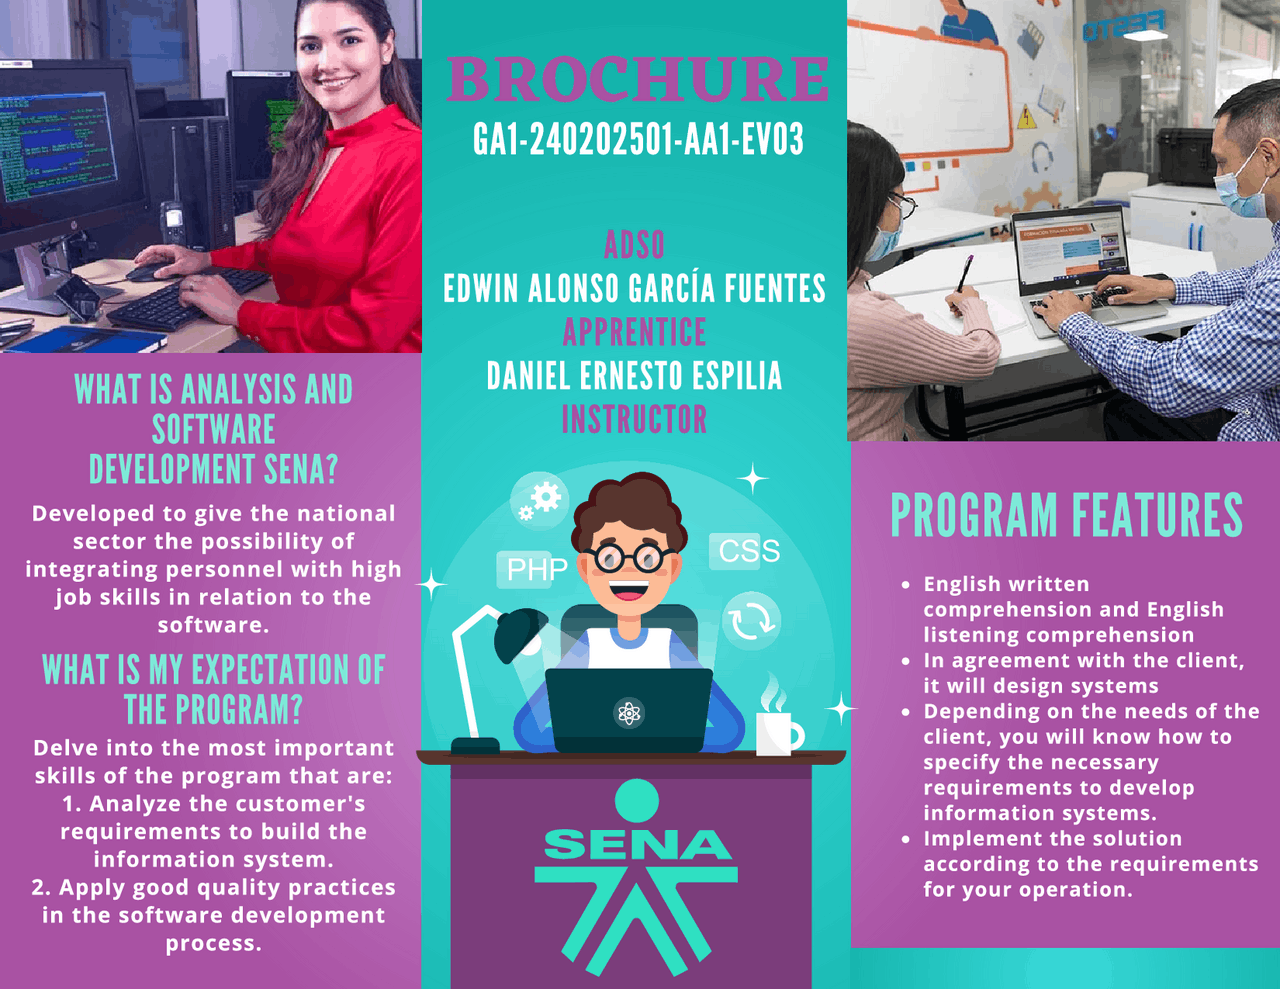 BROCHURE
GA1-240202501-AA1-EV03
ADSO
EDWIN ALONSO GARCÍA FUENTES
APPRENTICE
DANIEL ERNESTO ESPILIA
INSTRUCTOR
PHP
CSS
SENA
WHAT IS ANALYSIS AND
SOFTWARE
DEVELOPMENT SENA?
Developed to give the national
sector the possibility of
integrating personnel with high
job skills in relation to the
software.
WHAT IS MY EXPECTATION OF
THE PROGRAM?
Delve into the most important
skills of the program that are:
1. Analyze the customer's
requirements to build the
information system.
2. Apply good quality practices
in the software development
process.
FESTO
PROGRAM FEATURES
• English written
comprehension and English
listening comprehension
• In agreement with the client,
it will design systems
• Depending on the needs of the
client, you will know how to
specify the necessary
requirements to develop
information systems.
• Implement the solution
according to the requirements
for your operation.